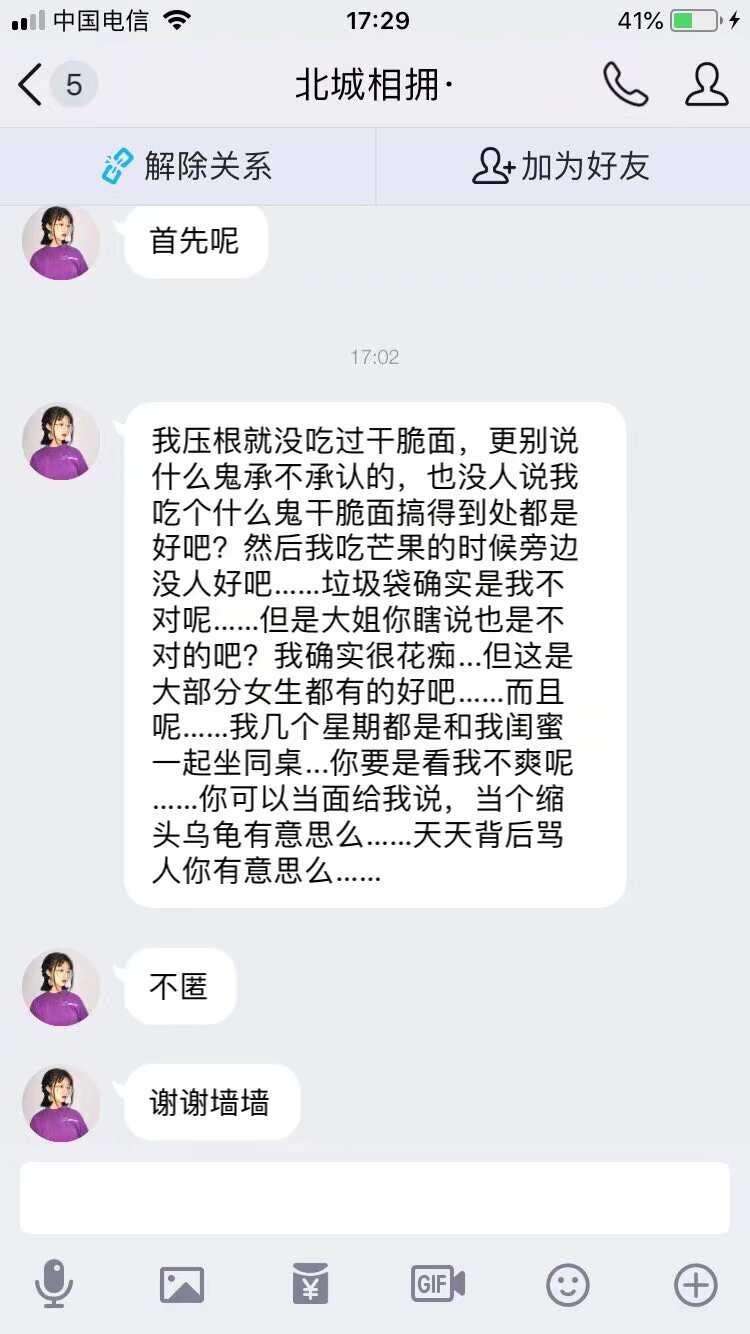 中国电信
17:29
41%
5
北城相拥·
解除关系
加为好友
首先呢
17:02
我压根就没吃过干脆面，更别说
什么鬼承不承认的，也没人说我
吃个什么鬼干脆面搞得到处都是
好吧？然后我吃芒果的时候旁边
没人好吧……垃圾袋确实是我不
对呢……但是大姐你瞎说也是不
对的吧？我确实很花痴...但这是
大部分女生都有的好吧……而且
呢……我几个星期都是和我闺蜜
一起坐同桌...你要是看我不爽呢
……你可以当面给我说，当个缩
头乌龟有意思么……天天背后骂
人你有意思么……
不匿
谢谢墙墙
¥
GIF